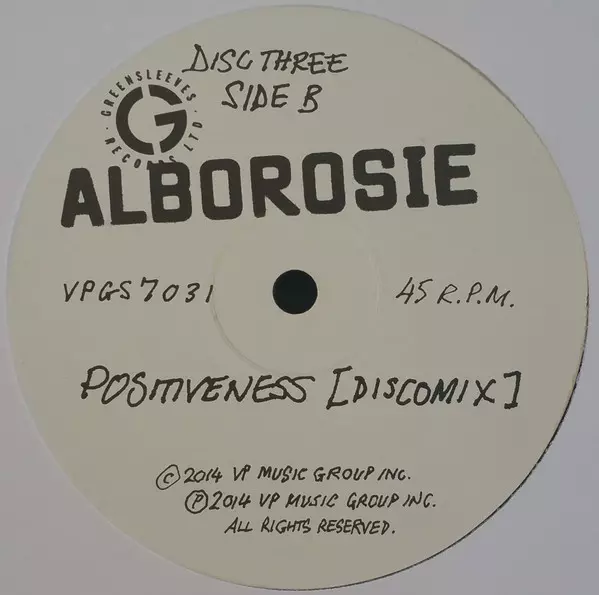 DISC THREE
SIDE B
GREENSLEEVES
RECORDS LTD
ALBOROSIE
VPGS7031
45 R.P.M.
POSITIVENESS [DISCOMIX]
© 2014 VP MUSIC GROUP INC.
℗ 2014 VP MUSIC GROUP INC.
ALL RIGHTS RESERVED.